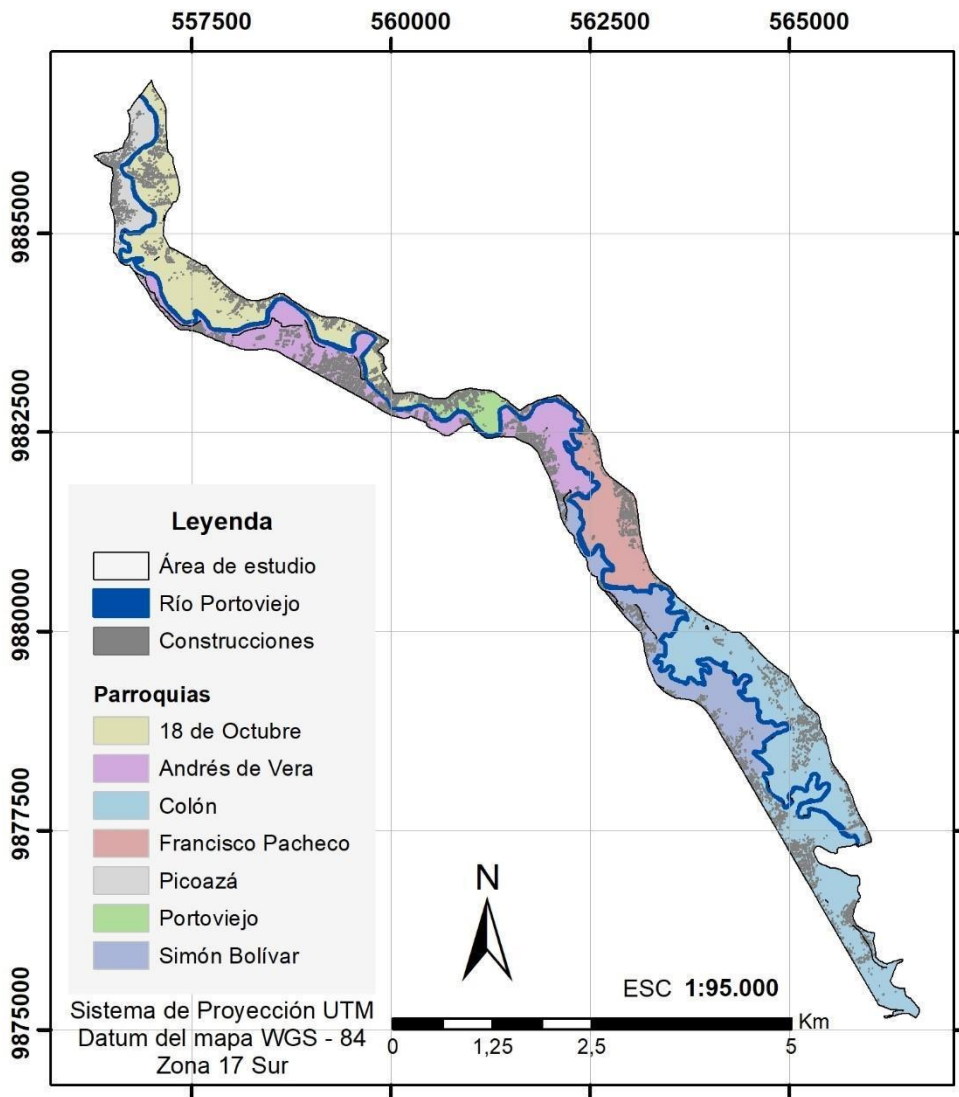 557500 560000 562500 565000
9885000
9882500
9880000
9877500
9875000
Leyenda
Área de estudio
Río Portoviejo
Construcciones
Parroquias
18 de Octubre
Andrés de Vera
Colón
Francisco Pacheco
Picoazá
Portoviejo
Simón Bolívar
Sistema de Proyección UTM
Datum del mapa WGS - 84
Zona 17 Sur
N
ESC 1:95.000
Km
0 1,25 2,5 5